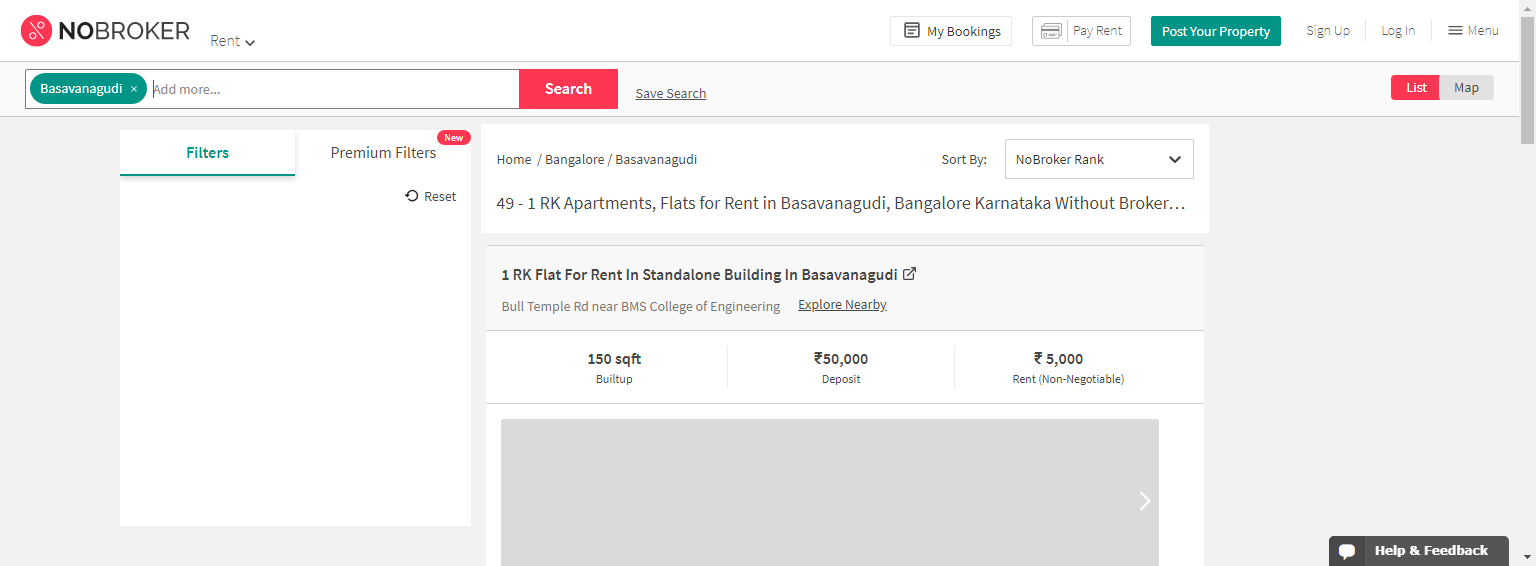 NOBROKER
Rent
My Bookings
Pay Rent
Post Your Property
Sign Up
Log In
Menu
Basavanagudi ×
Add more...
Search
Save Search
List
Map
Filters
Premium Filters
New
Reset
Home / Bangalore / Basavanagudi
Sort By:
NoBroker Rank
49 - 1 RK Apartments, Flats for Rent in Basavanagudi, Bangalore Karnataka Without Broker…
1 RK Flat For Rent In Standalone Building In Basavanagudi
Bull Temple Rd near BMS College of Engineering
Explore Nearby
150 sqft
Builtup
₹50,000
Deposit
₹ 5,000
Rent (Non-Negotiable)
Help & Feedback